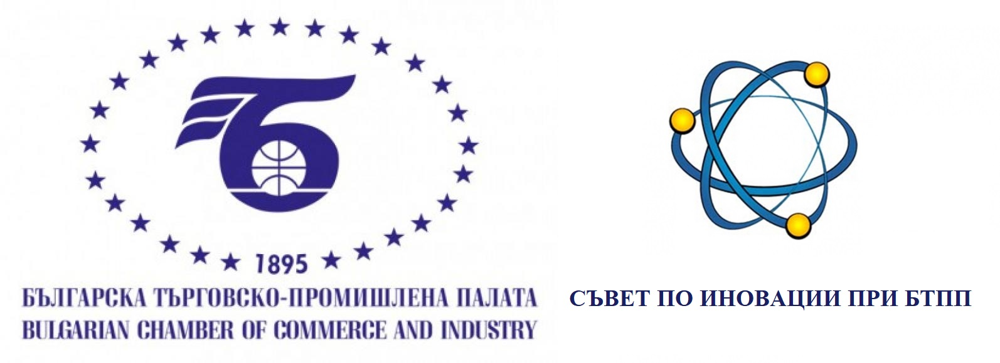 1895
БЪЛГАРСКА ТЪРГОВСКО-ПРОМИШЛЕНА ПАЛАТА
BULGARIAN CHAMBER OF COMMERCE AND INDUSTRY
СЪВЕТ ПО ИНОВАЦИИ ПРИ БТПП